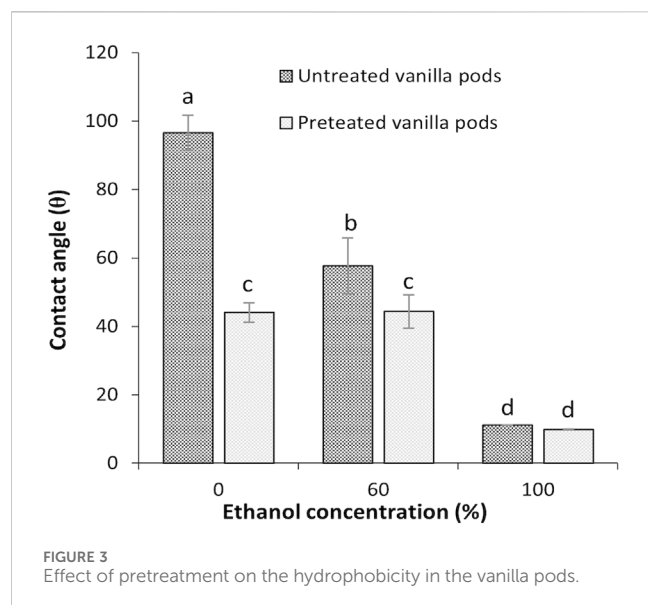 120
100
80
60
40
20
0
Contact angle (θ)
Untreated vanilla pods
Preteated vanilla pods
a
c
b
c
d
d
0
60
100
Ethanol concentration (%)
FIGURE 3
Effect of pretreatment on the hydrophobicity in the vanilla pods.